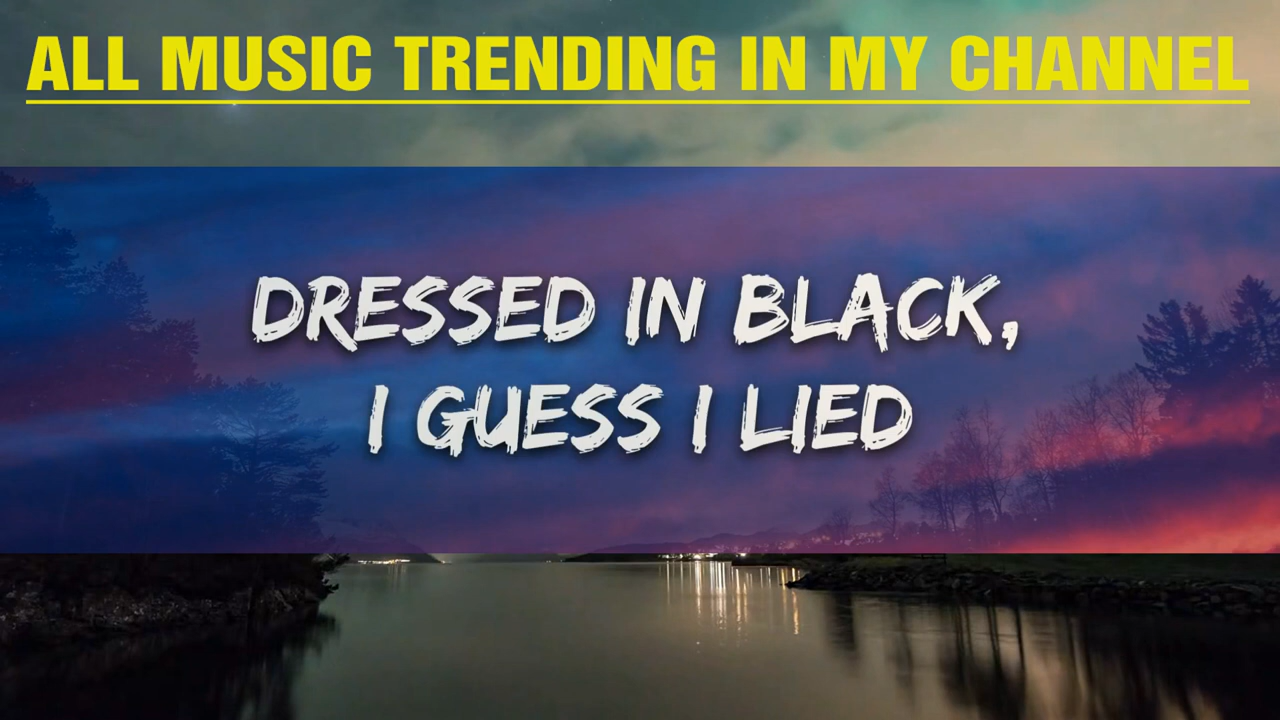 ALL MUSIC TRENDING IN MY CHANNEL
DRESSED IN BLACK,
I GUESS I LIED